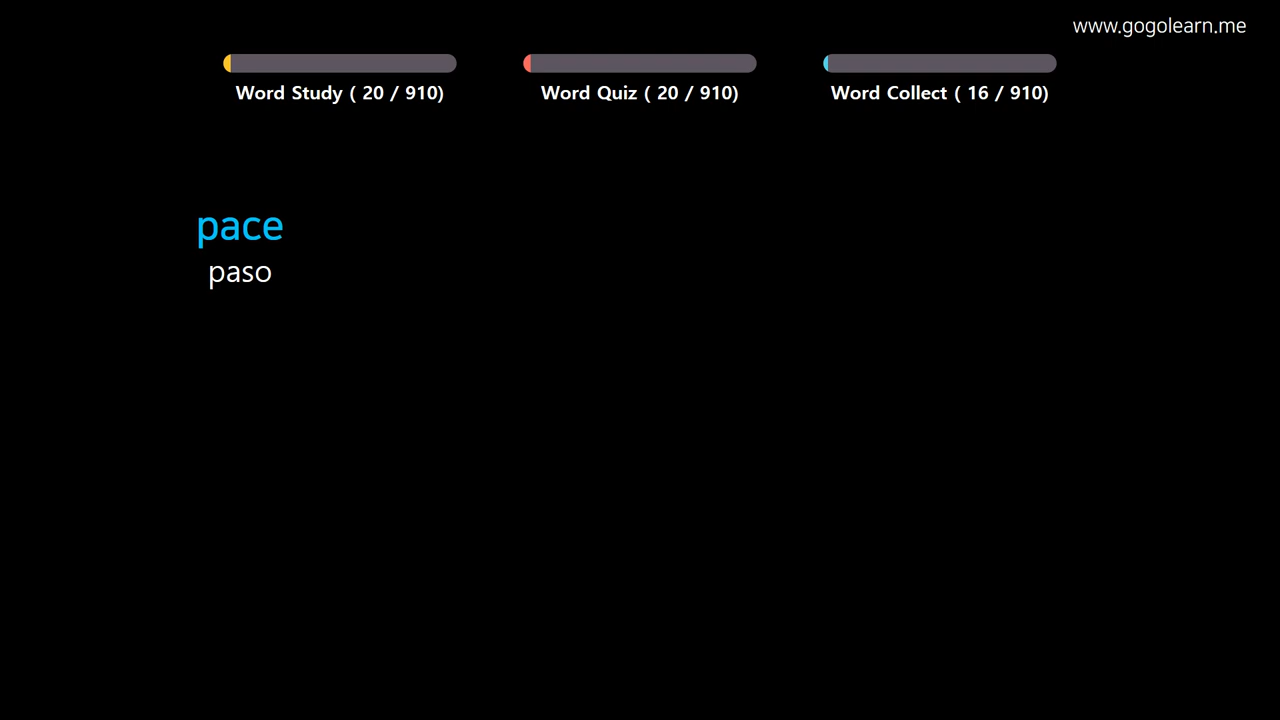 www.gogolearn.me
Word Study ( 20 / 910)
Word Quiz ( 20 / 910)
Word Collect ( 16 / 910)
pace
paso